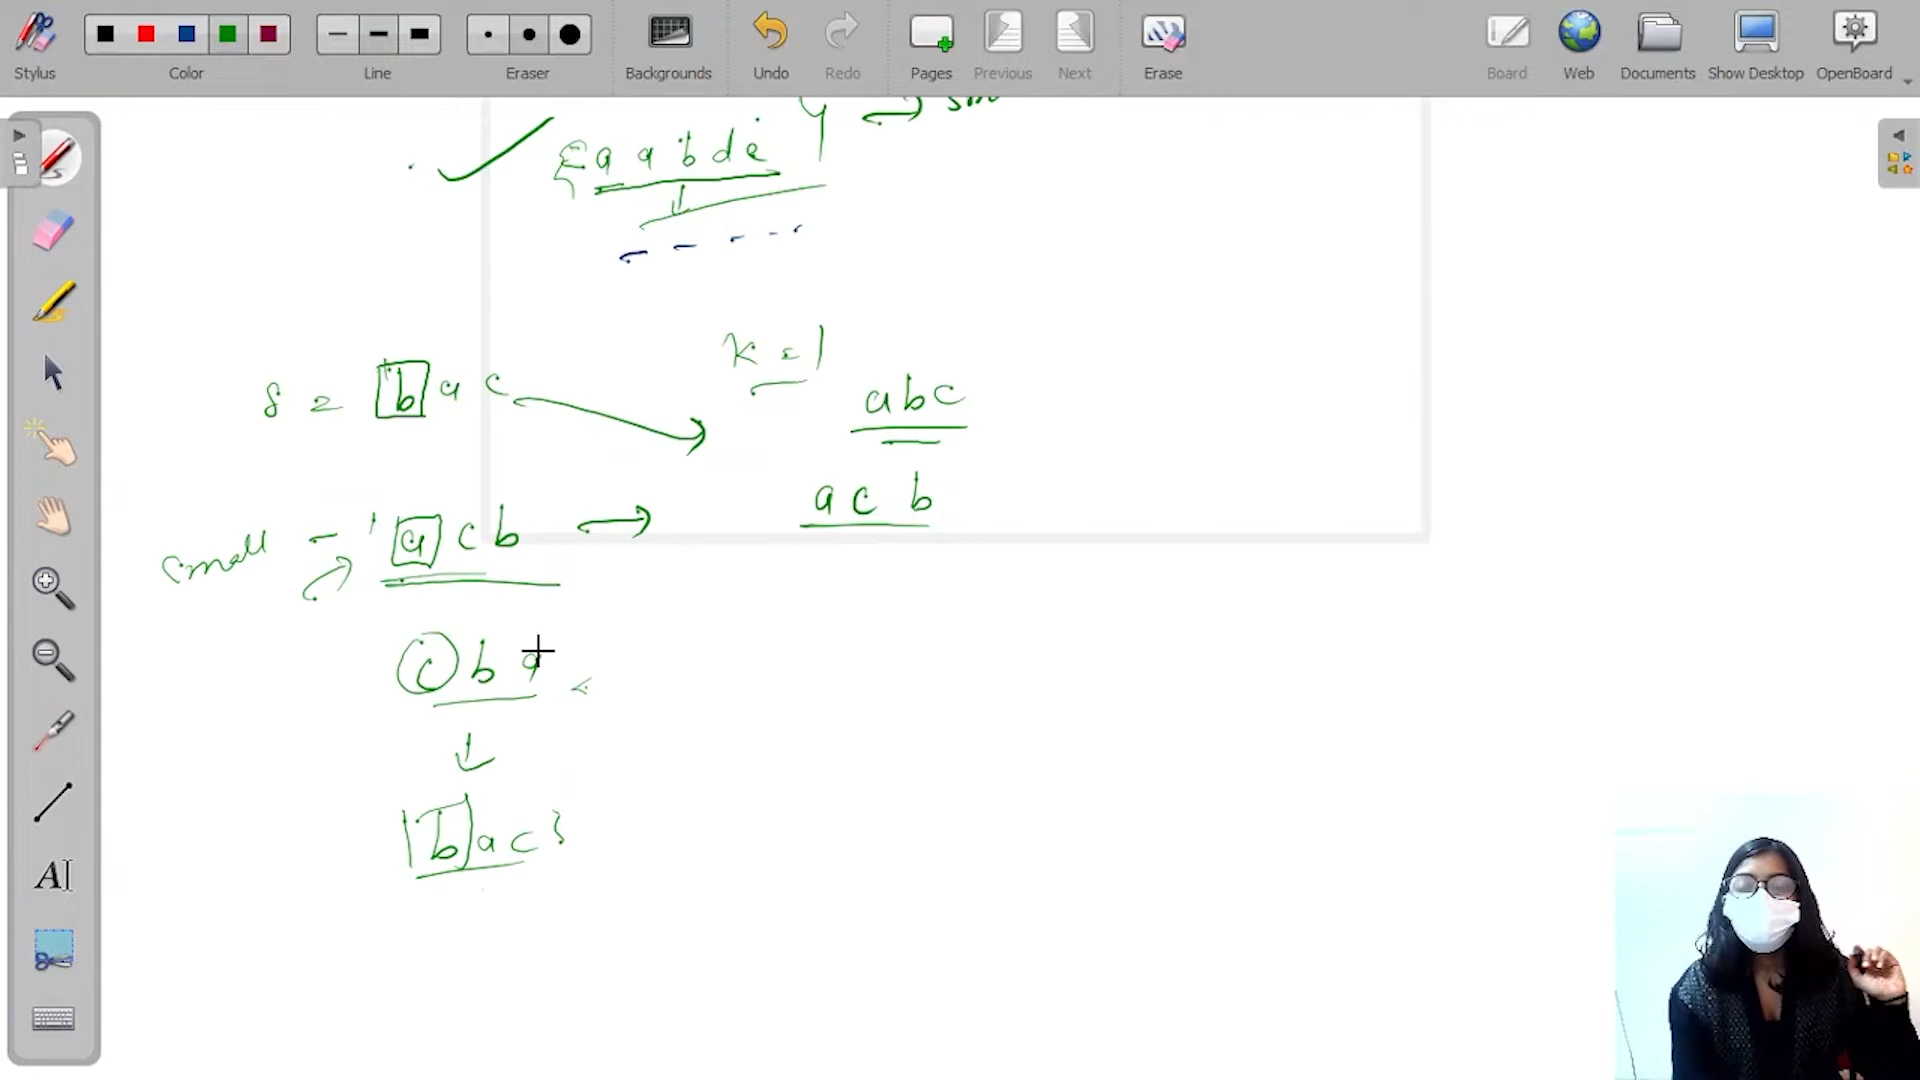 Stylus Color Line Eraser Backgrounds Undo Redo Pages Previous Next Erase Board Web Documents Show Desktop OpenBoard
a a b d e
K = 1
s = b a c
abc
a c b
small - ' a c b
c b a
b a c
A